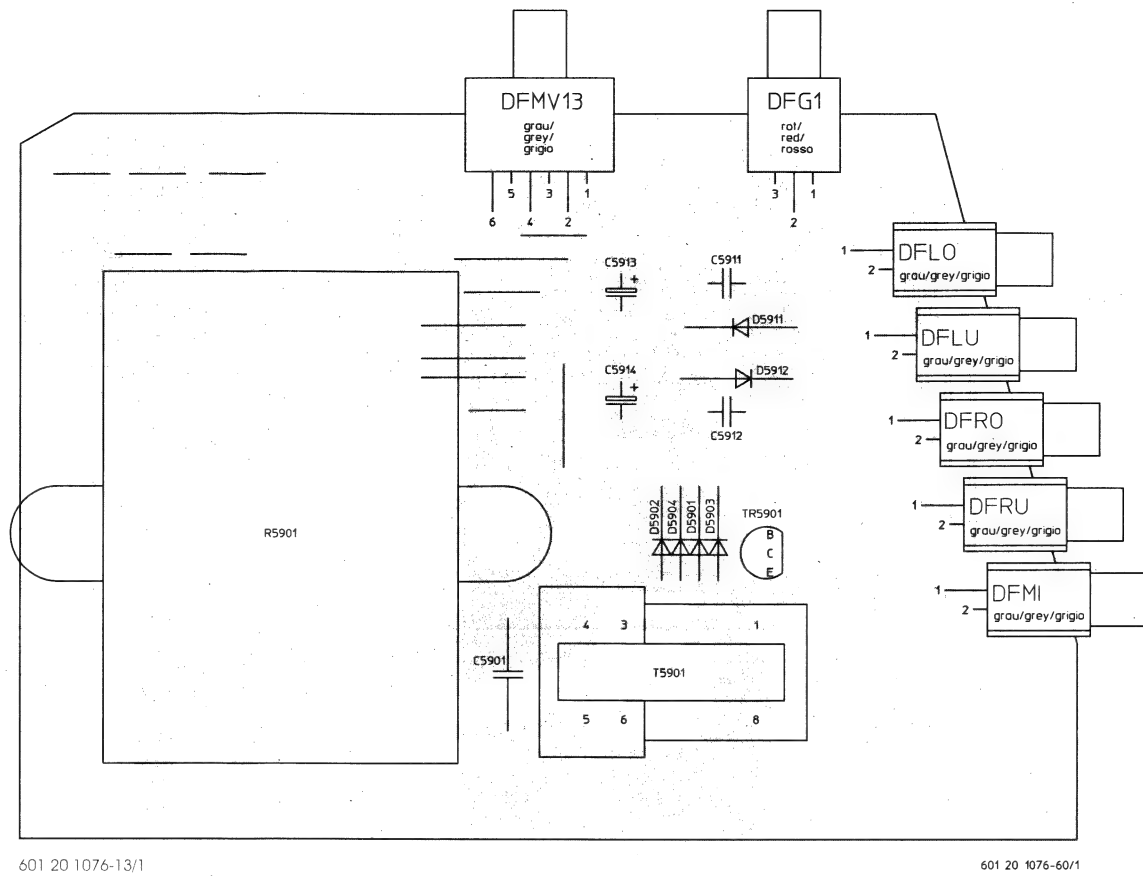 DFMV13
grau/
grey/
grigio
6
5
4
3
2
1
DFG1
rot/
red/
rosso
3
2
1
1
2
DFLO
grau/grey/grigio
1
2
DFLU
grau/grey/grigio
1
2
DFRO
grau/grey/grigio
1
2
DFRU
grau/grey/grigio
1
2
DFMI
grau/grey/grigio
C5913
+
C5911
D5911
C5914
+
D5912
C5912
R5901
D5902
D5904
D5901
D5903
TR5901
B
C
E
C5901
4
3
1
T5901
5
6
8
601 20 1076-13/1
601 20 1076-60/1